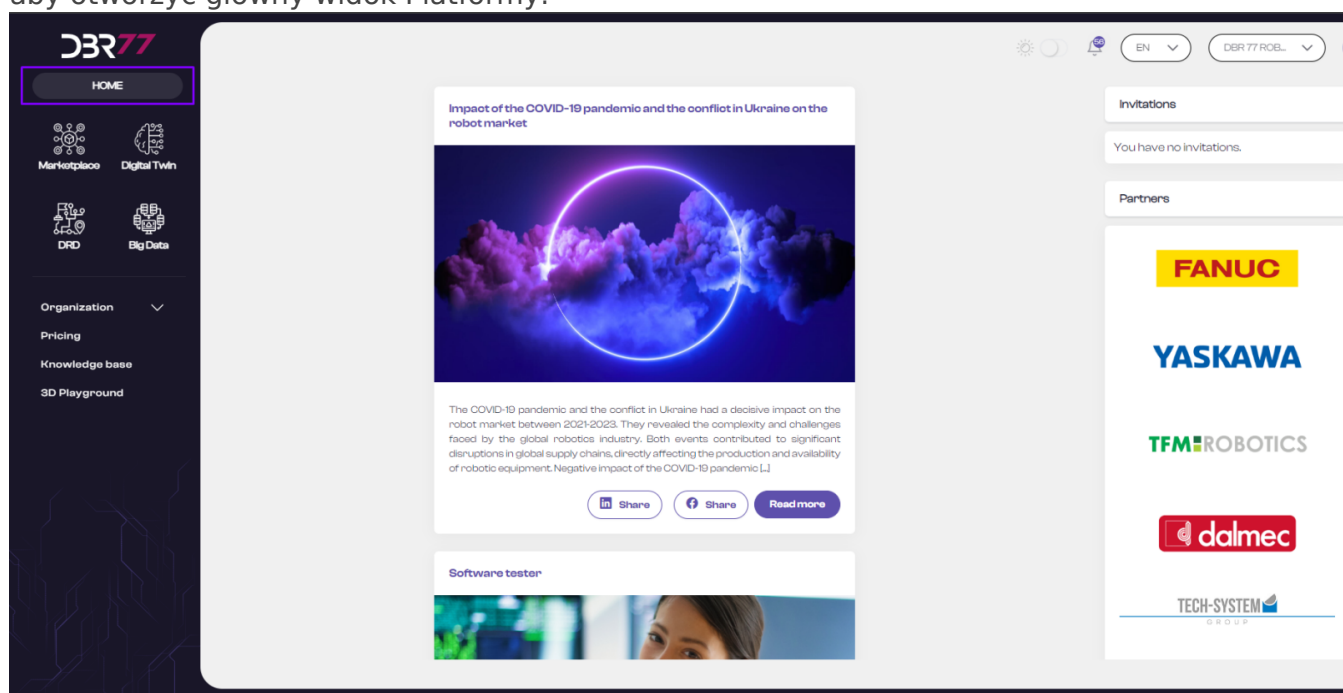 aby otworzyć główny widok Platformy.
DBR77
HOME
Marketplace
Digital Twin
DRD
Big Data
Organization
Pricing
Knowledge base
3D Playground
56
EN
DBR 77 ROB...
Impact of the COVID-19 pandemic and the conflict in Ukraine on the
robot market
The COVID-19 pandemic and the conflict in Ukraine had a decisive impact on the
robot market between 2021-2023. They revealed the complexity and challenges
faced by the global robotics industry. Both events contributed to significant
disruptions in global supply chains, directly affecting the production and availability
of robotic equipment. Negative impact of the COVID-19 pandemic [...]
Share
Share
Read more
Software tester
Invitations
You have no invitations.
Partners
FANUC
YASKAWA
TFM ROBOTICS
dalmec
TECH-SYSTEM
GROUP